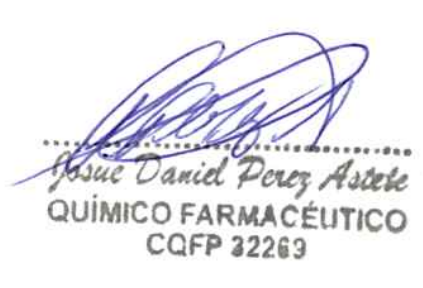 Josue Daniel Perez Astete
QUÍMICO FARMACÉUTICO
CQFP 32263